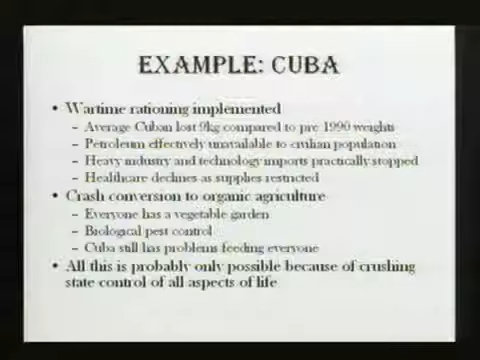 EXAMPLE: CUBA
• Wartime rationing implemented
– Average Cuban lost 9kg compared to pre 1990 weights
– Petroleum effectively unavailable to civilian population
– Heavy industry and technology imports practically stopped
– Healthcare declines as supplies restricted
• Crash conversion to organic agriculture
– Everyone has a vegetable garden
– Biological pest control
– Cuba still has problems feeding everyone
• All this is probably only possible because of crushing
state control of all aspects of life